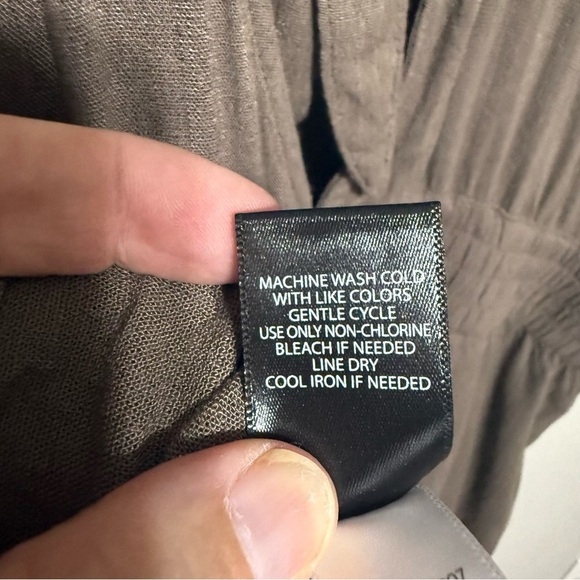 MACHINE WASH COLD
WITH LIKE COLORS
GENTLE CYCLE
USE ONLY NON-CHLORINE
BLEACH IF NEEDED
LINE DRY
COOL IRON IF NEEDED